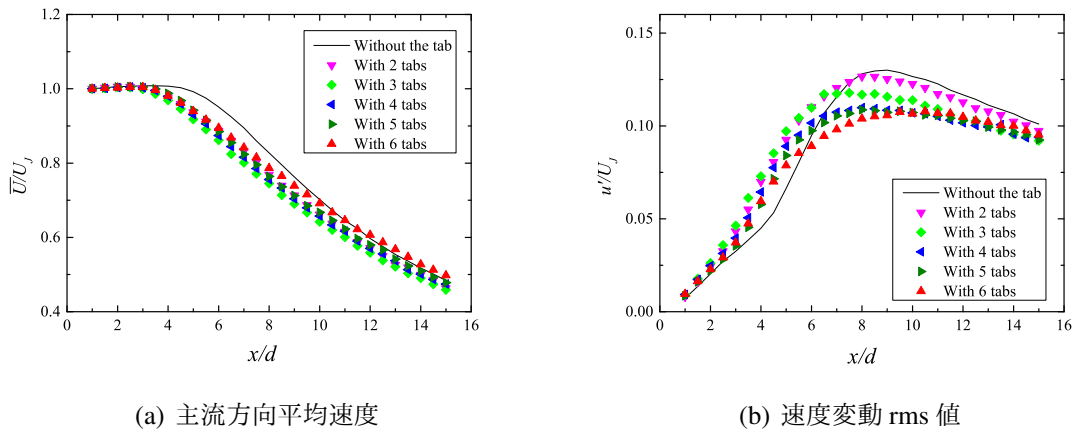 1.2
1.0
0.8
0.6
0.4
U̅/U_J
0 2 4 6 8 10 12 14 16
x/d
Without the tab
With 2 tabs
With 3 tabs
With 4 tabs
With 5 tabs
With 6 tabs
(a) 主流方向平均速度
0.15
0.10
0.05
0.00
u'/U_J
0 2 4 6 8 10 12 14 16
x/d
Without the tab
With 2 tabs
With 3 tabs
With 4 tabs
With 5 tabs
With 6 tabs
(b) 速度変動 rms 値